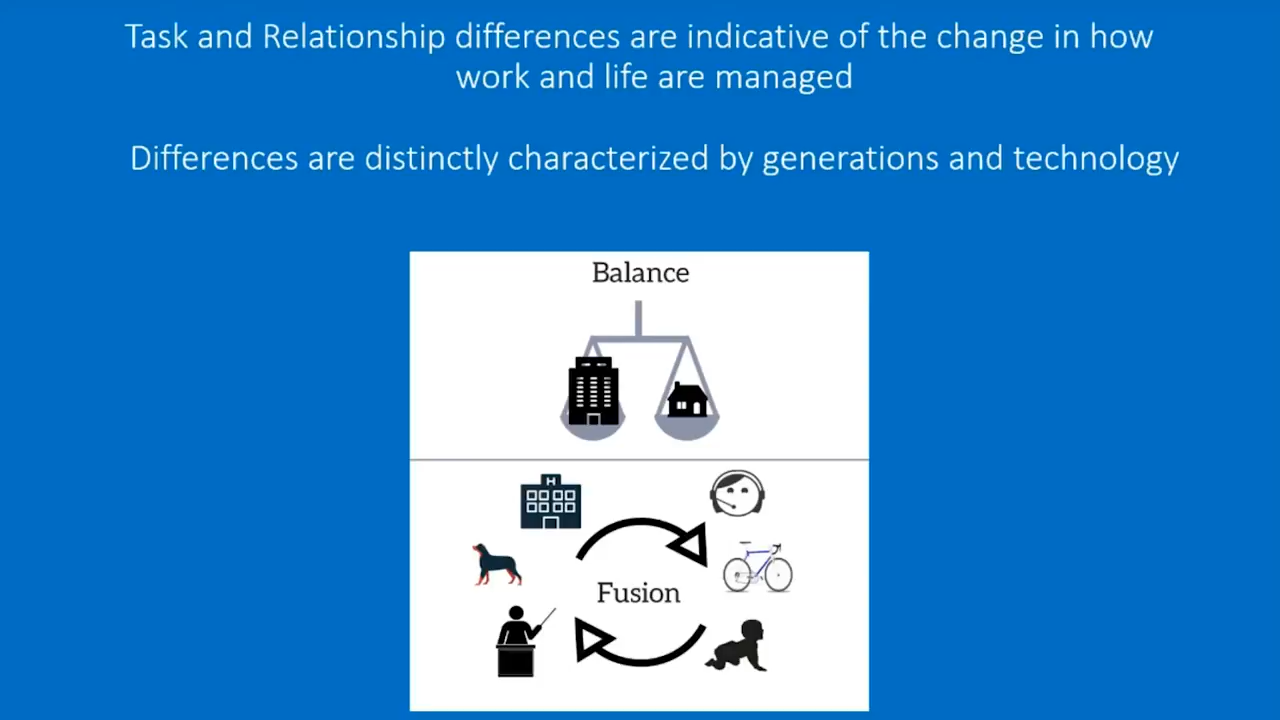 Task and Relationship differences are indicative of the change in how
work and life are managed
Differences are distinctly characterized by generations and technology
Balance
H
Fusion